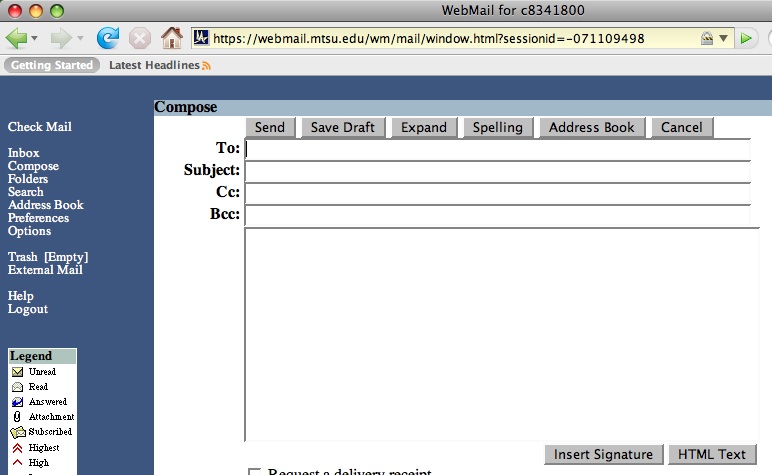 WebMail for c8341800
https://webmail.mtsu.edu/wm/mail/window.html?sessionid=-071109498
Getting Started Latest Headlines
Compose
Check Mail
Send Save Draft Expand Spelling Address Book Cancel
To:
Inbox
Compose
Folders
Search
Address Book
Preferences
Options
Subject:
Cc:
Bcc:
Trash [Empty]
External Mail
Help
Logout
Legend
Unread
Read
Answered
Attachment
Subscribed
Highest
High
Insert Signature HTML Text
Request a delivery receipt